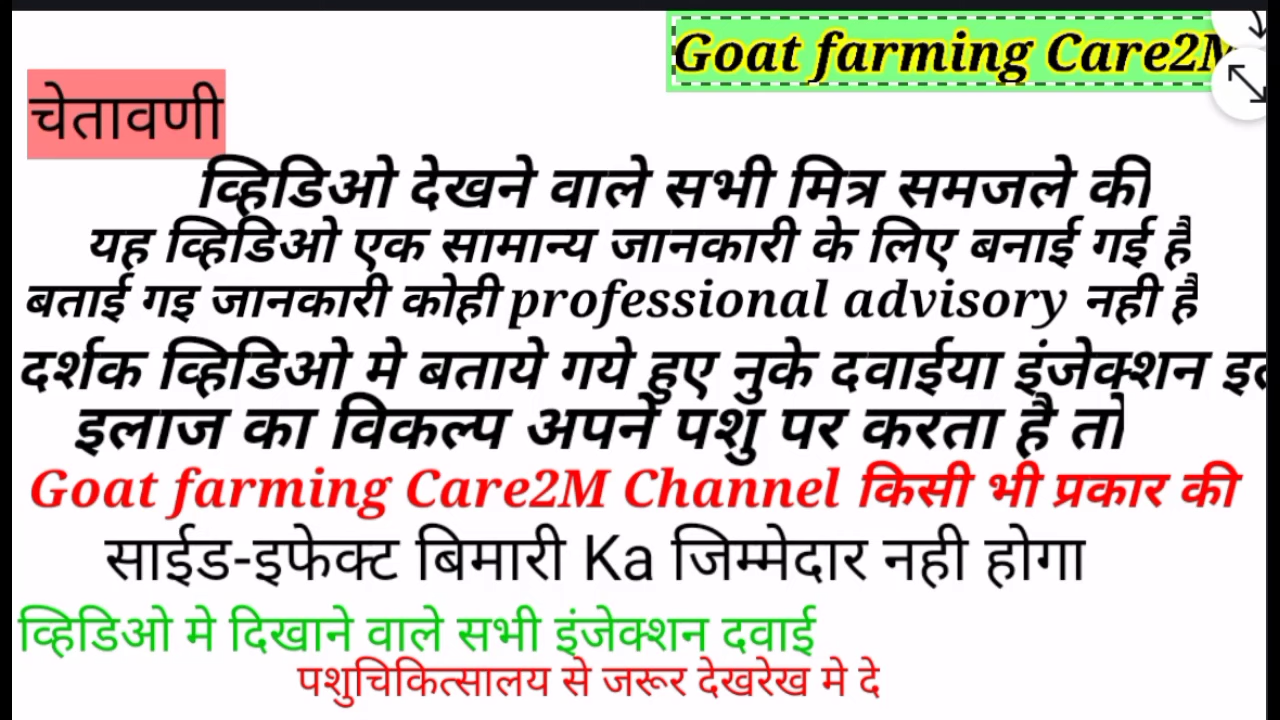 Goat farming Care2M
चेतावणी
व्हिडिओ देखने वाले सभी मित्र समजले की
यह व्हिडिओ एक सामान्य जानकारी के लिए बनाई गई है
बताई गइ जानकारी कोही professional advisory नही है
दर्शक व्हिडिओ मे बताये गये हुए नुके दवाईया इंजेक्शन
इलाज का विकल्प अपने पशु पर करता है तो
Goat farming Care2M Channel किसी भी प्रकार की
साईड-इफेक्ट बिमारी Ka जिम्मेदार नही होगा
व्हिडिओ मे दिखाने वाले सभी इंजेक्शन दवाई
पशुचिकित्सालय से जरूर देखरेख मे दे